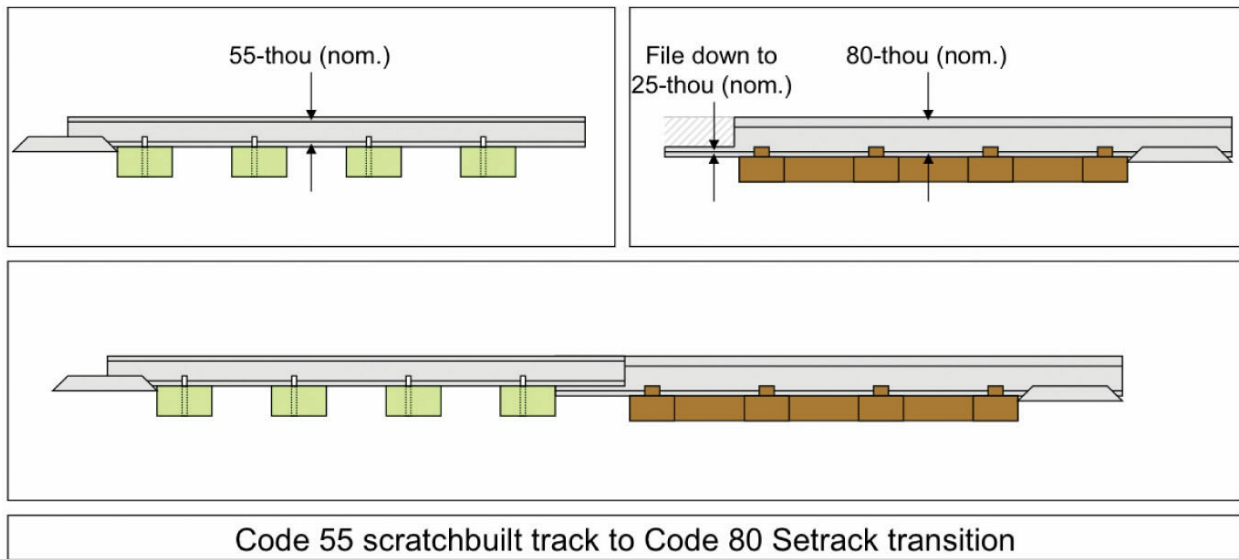 55-thou (nom.)
File down to
25-thou (nom.)
80-thou (nom.)
Code 55 scratchbuilt track to Code 80 Setrack transition